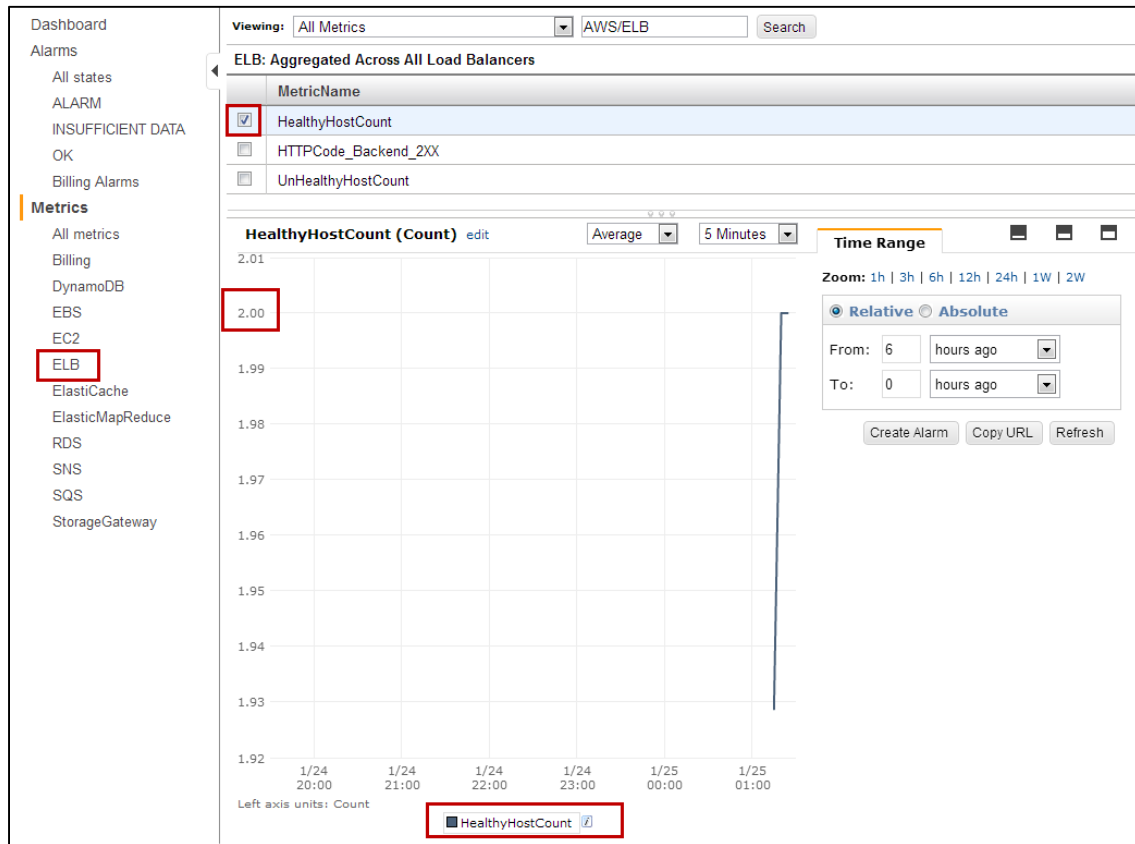 Dashboard
Alarms
All states
ALARM
INSUFFICIENT DATA
OK
Billing Alarms
Metrics
All metrics
Billing
DynamoDB
EBS
EC2
ELB
ElastiCache
ElasticMapReduce
RDS
SNS
SQS
StorageGateway
Viewing: All Metrics AWS/ELB Search
ELB: Aggregated Across All Load Balancers
MetricName
HealthyHostCount
HTTPCode_Backend_2XX
UnHealthyHostCount
HealthyHostCount (Count) edit Average 5 Minutes
2.01
2.00
1.99
1.98
1.97
1.96
1.95
1.94
1.93
1.92
1/24 1/24 1/24 1/24 1/25 1/25
20:00 21:00 22:00 23:00 00:00 01:00
Left axis units: Count
HealthyHostCount i
Time Range
Zoom: 1h | 3h | 6h | 12h | 24h | 1W | 2W
Relative Absolute
From: 6 hours ago
To: 0 hours ago
Create Alarm Copy URL Refresh